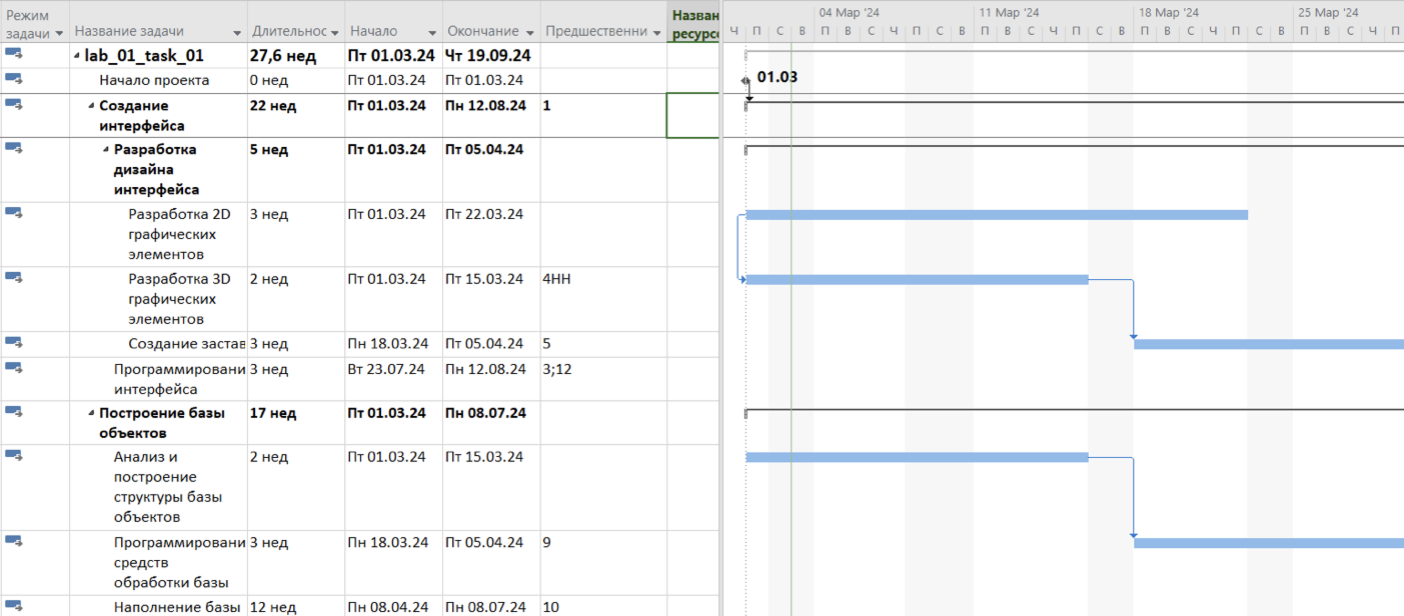 Режим задачи Название задачи Длительнос Начало Окончание Предшественни Назван ресурсо
04 Мар '24 11 Мар '24 18 Мар '24 25 Мар '24
Ч П С В П В С Ч П С В П В С Ч П С В П В С Ч П С В П В С Ч П
lab_01_task_01 27,6 нед Пт 01.03.24 Чт 19.09.24
Начало проекта 0 нед Пт 01.03.24 Пт 01.03.24 01.03
Создание 22 нед Пт 01.03.24 Пн 12.08.24 1
интерфейса
Разработка 5 нед Пт 01.03.24 Пт 05.04.24
дизайна
интерфейса
Разработка 2D 3 нед Пт 01.03.24 Пт 22.03.24
графических
элементов
Разработка 3D 2 нед Пт 01.03.24 Пт 15.03.24 4НН
графических
элементов
Создание застав 3 нед Пн 18.03.24 Пт 05.04.24 5
Программировани 3 нед Вт 23.07.24 Пн 12.08.24 3;12
интерфейса
Построение базы 17 нед Пт 01.03.24 Пн 08.07.24
объектов
Анализ и 2 нед Пт 01.03.24 Пт 15.03.24
построение
структуры базы
объектов
Программировани 3 нед Пн 18.03.24 Пт 05.04.24 9
средств
обработки базы
Наполнение базы 12 нед Пн 08.04.24 Пн 08.07.24 10